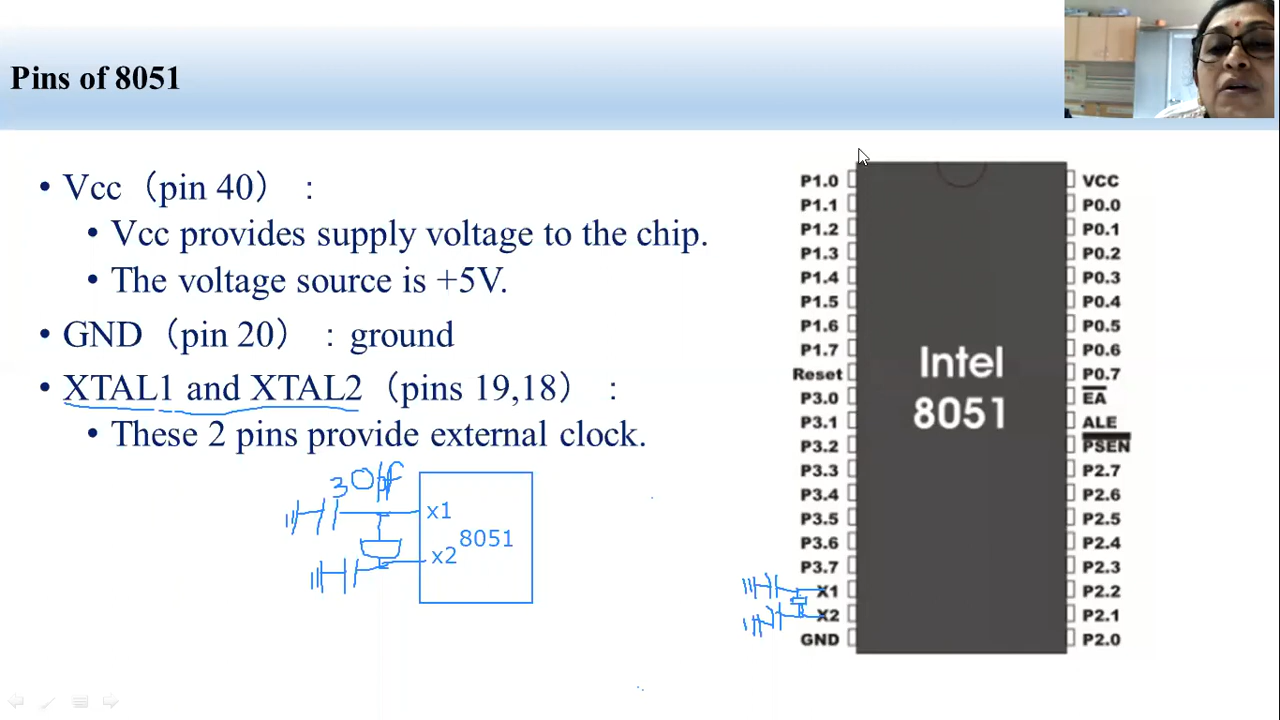 Pins of 8051
• Vcc（pin 40）：
• Vcc provides supply voltage to the chip.
• The voltage source is +5V.
• GND（pin 20）：ground
• XTAL1 and XTAL2（pins 19,18）：
• These 2 pins provide external clock.
30pf
x1
8051
x2
P1.0
P1.1
P1.2
P1.3
P1.4
P1.5
P1.6
P1.7
Reset
P3.0
P3.1
P3.2
P3.3
P3.4
P3.5
P3.6
P3.7
X1
X2
GND
Intel
8051
VCC
P0.0
P0.1
P0.2
P0.3
P0.4
P0.5
P0.6
P0.7
EA
ALE
PSEN
P2.7
P2.6
P2.5
P2.4
P2.3
P2.2
P2.1
P2.0